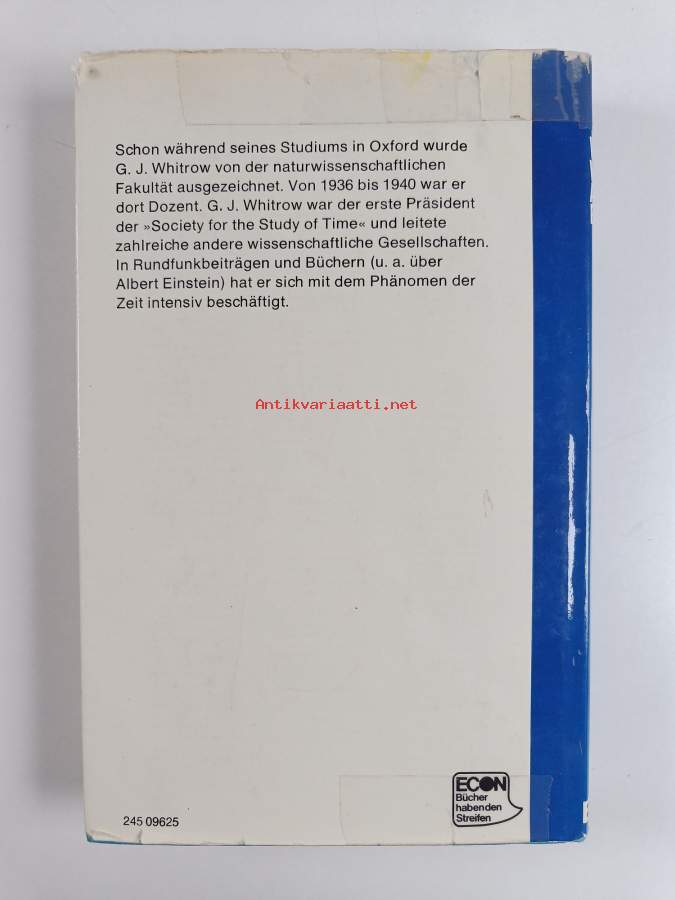 Schon während seines Studiums in Oxford wurde
G. J. Whitrow von der naturwissenschaftlichen
Fakultät ausgezeichnet. Von 1936 bis 1940 war er
dort Dozent. G. J. Whitrow war der erste Präsident
der »Society for the Study of Time« und leitete
zahlreiche andere wissenschaftliche Gesellschaften.
In Rundfunkbeiträgen und Büchern (u. a. über
Albert Einstein) hat er sich mit dem Phänomen der
Zeit intensiv beschäftigt.
Antikvariaatti.net
ECON
Bücher
haben den
Streifen
245 09625